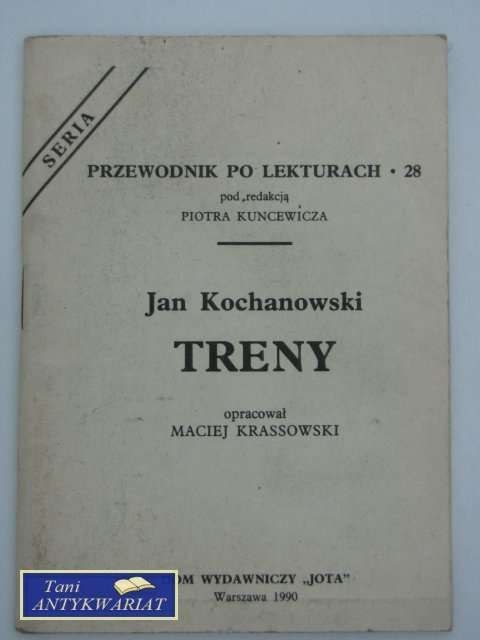 SERIA
PRZEWODNIK PO LEKTURACH • 28
pod redakcją
PIOTRA KUNCEWICZA
Jan Kochanowski
TRENY
opracował
MACIEJ KRASSOWSKI
WYDAWNICZY „JOTA”
Warszawa 1990
Tani
ANTYKWARIAT